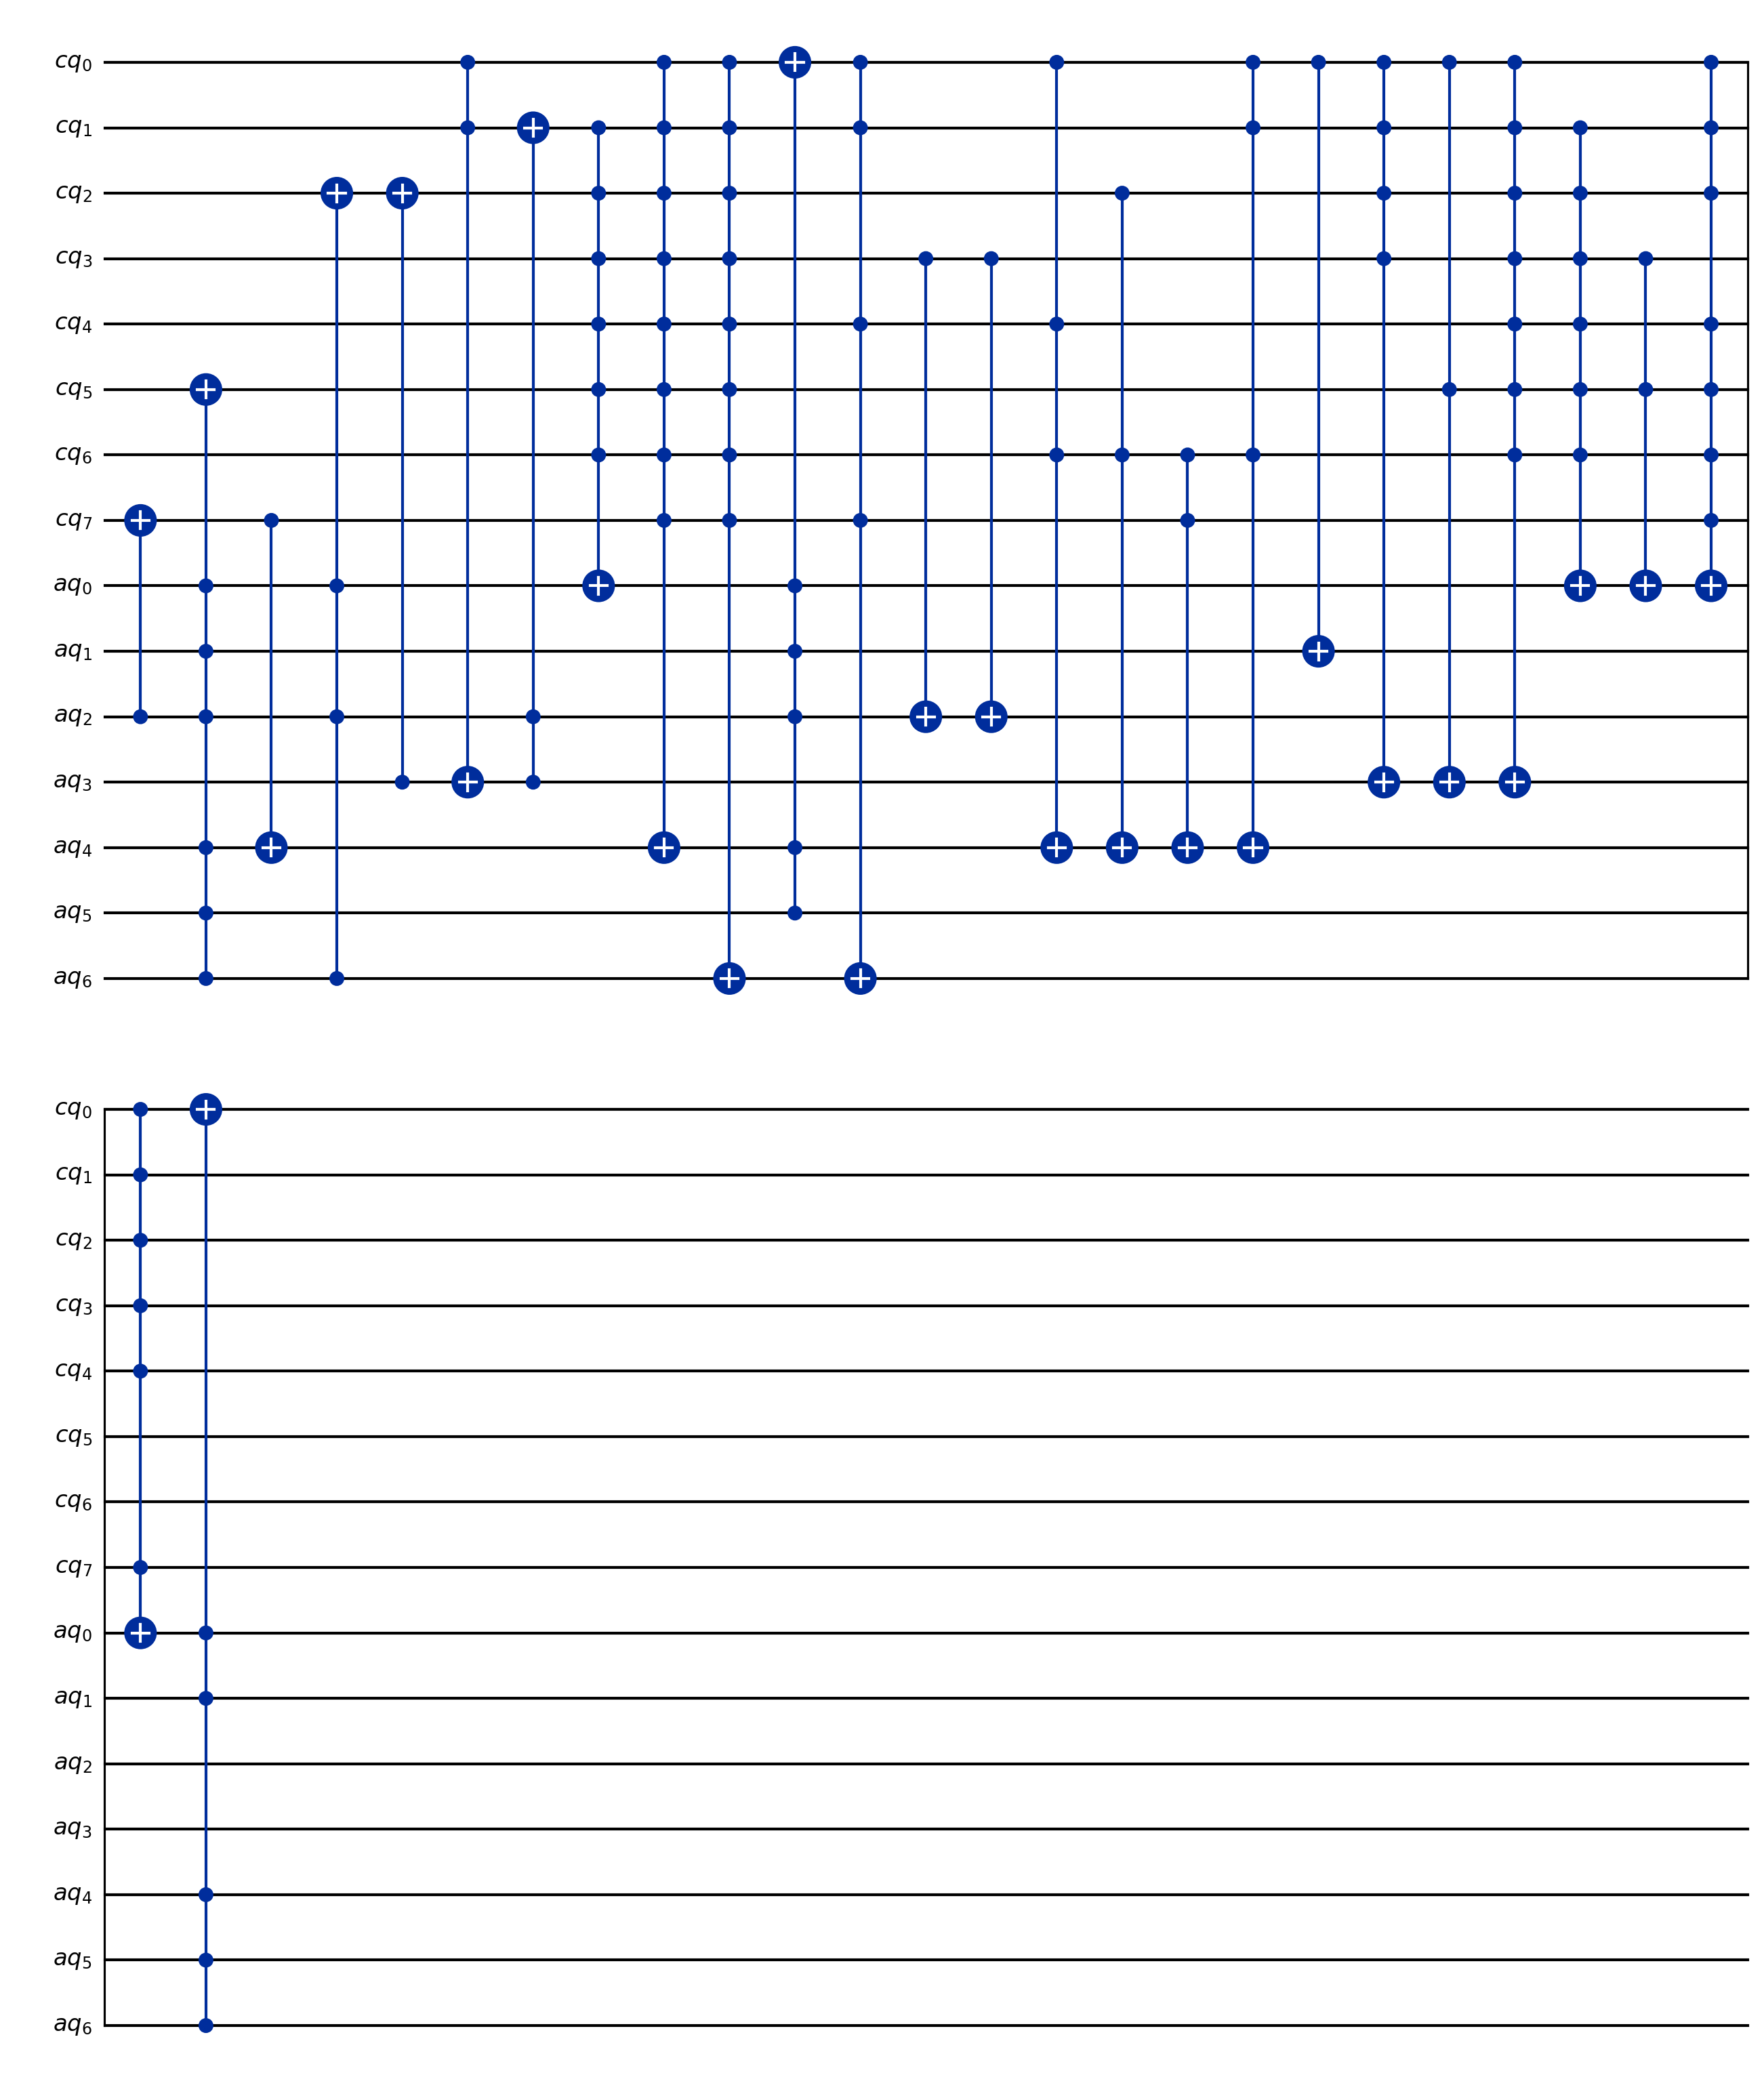 cq₀
cq₁
cq₂
cq₃
cq₄
cq₅
cq₆
cq₇
aq₀
aq₁
aq₂
aq₃
aq₄
aq₅
aq₆
cq₀
cq₁
cq₂
cq₃
cq₄
cq₅
cq₆
cq₇
aq₀
aq₁
aq₂
aq₃
aq₄
aq₅
aq₆